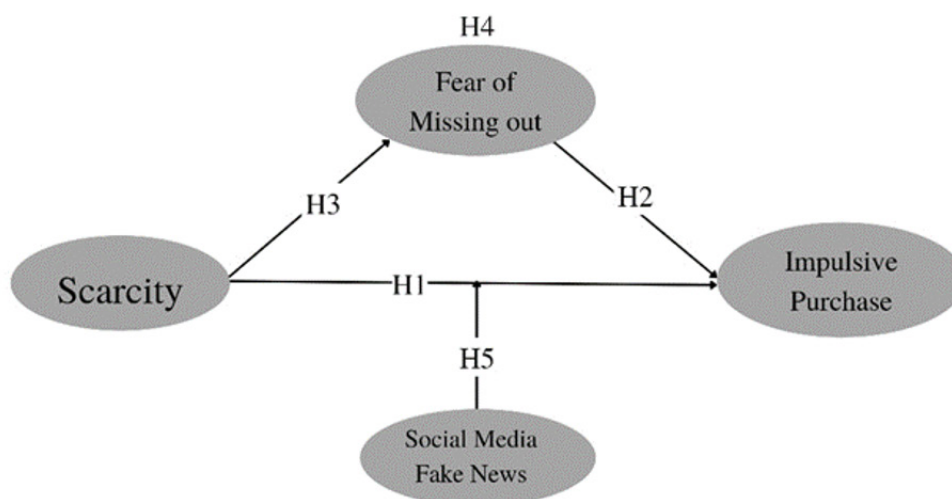 H4
Fear of
Missing out
H3
H2
Scarcity
H1
Impulsive
Purchase
H5
Social Media
Fake News